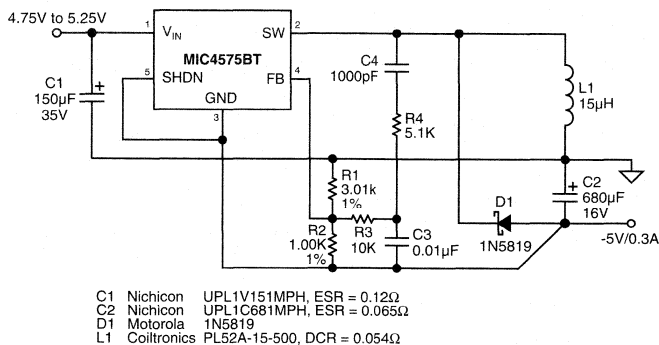 4.75V to 5.25V
1
V_IN
SW
2
MIC4575BT
5
SHDN
FB
4
GND
3
C1
150µF
35V
C4
1000pF
L1
15µH
R4
5.1K
R1
3.01k
1%
C2
680µF
16V
D1
1N5819
-5V/0.3A
R2
1.00K
1%
R3
10K
C3
0.01µF
C1 Nichicon UPL1V151MPH, ESR = 0.12Ω
C2 Nichicon UPL1C681MPH, ESR = 0.065Ω
D1 Motorola 1N5819
L1 Coiltronics PL52A-15-500, DCR = 0.054Ω